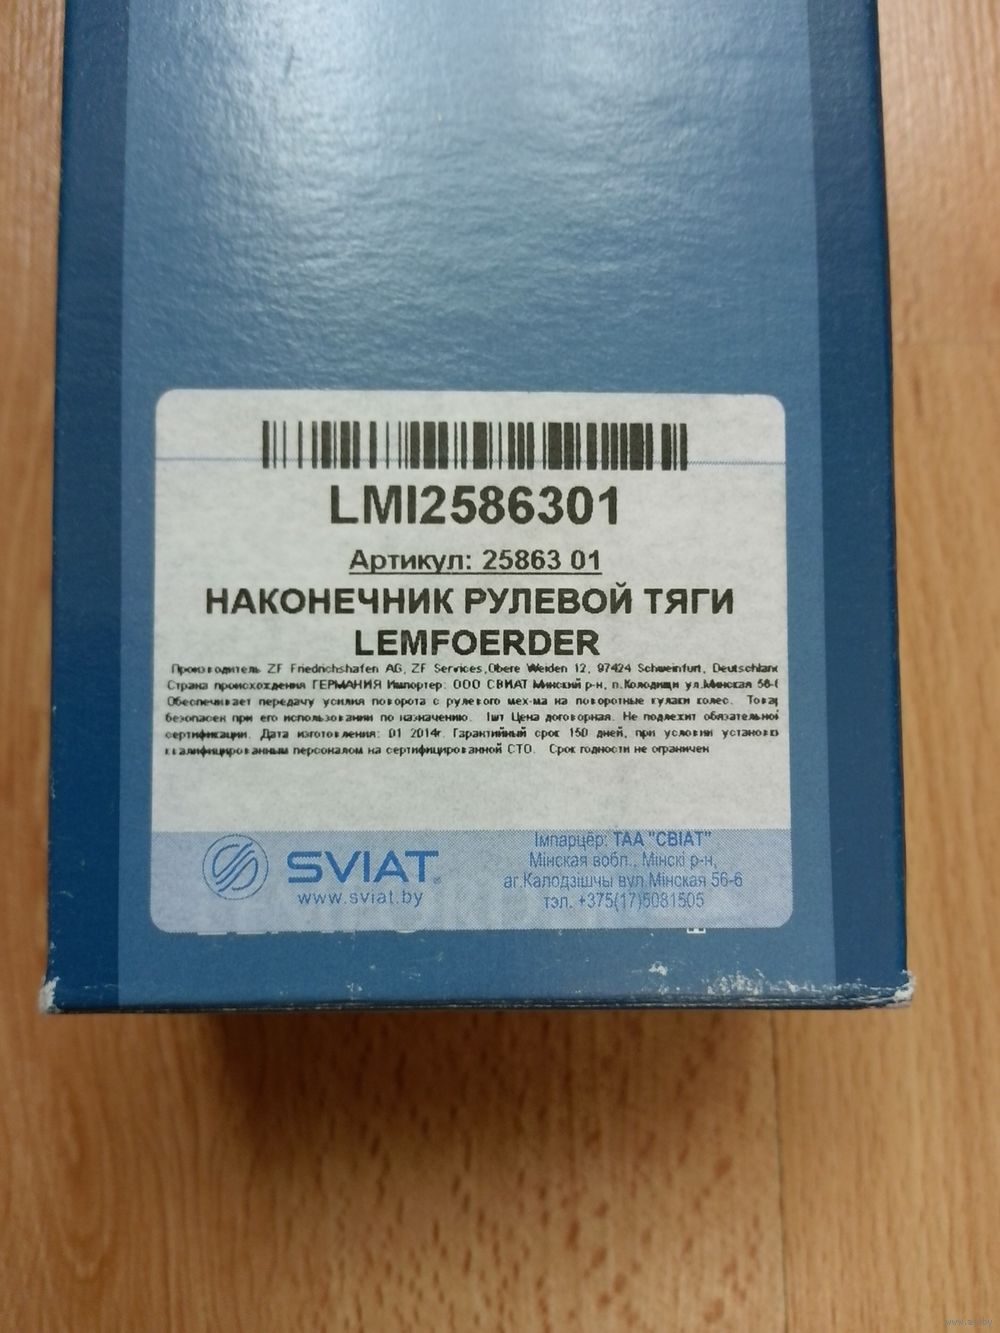 LMI2586301
Артикул: 25863 01
НАКОНЕЧНИК РУЛЕВОЙ ТЯГИ
LEMFOERDER
Производитель ZF Friedrichshafen AG, ZF Services,Obere Weiden 12, 97424 Schweinfurt, Deutschlan
Страна происхождения ГЕРМАНИЯ Импортер: ООО СВИАТ Минский р-н, п.Колодищи ул.Минская 56-
Обеспечивает передачу усилия поворота с рулевого мех-ма на поворотные кулаки колес. Товар
безопасен при его использовании по назначению. 1шт Цена договорная. Не подлежит обязательной
сертификации. Дата изготовления: 01 2014г. Гарантийный срок 150 дней, при условии установки
квалифицированным персоналом на сертифицированной СТО. Срок годности не ограничен
SVIAT
www.sviat.by
Імпарцёр: ТАА "СВІАТ"
Мінская вобл., Мінскі р-н,
аг.Калодзішчы вул.Мінская 56-6
тэл. +375(17)5081505